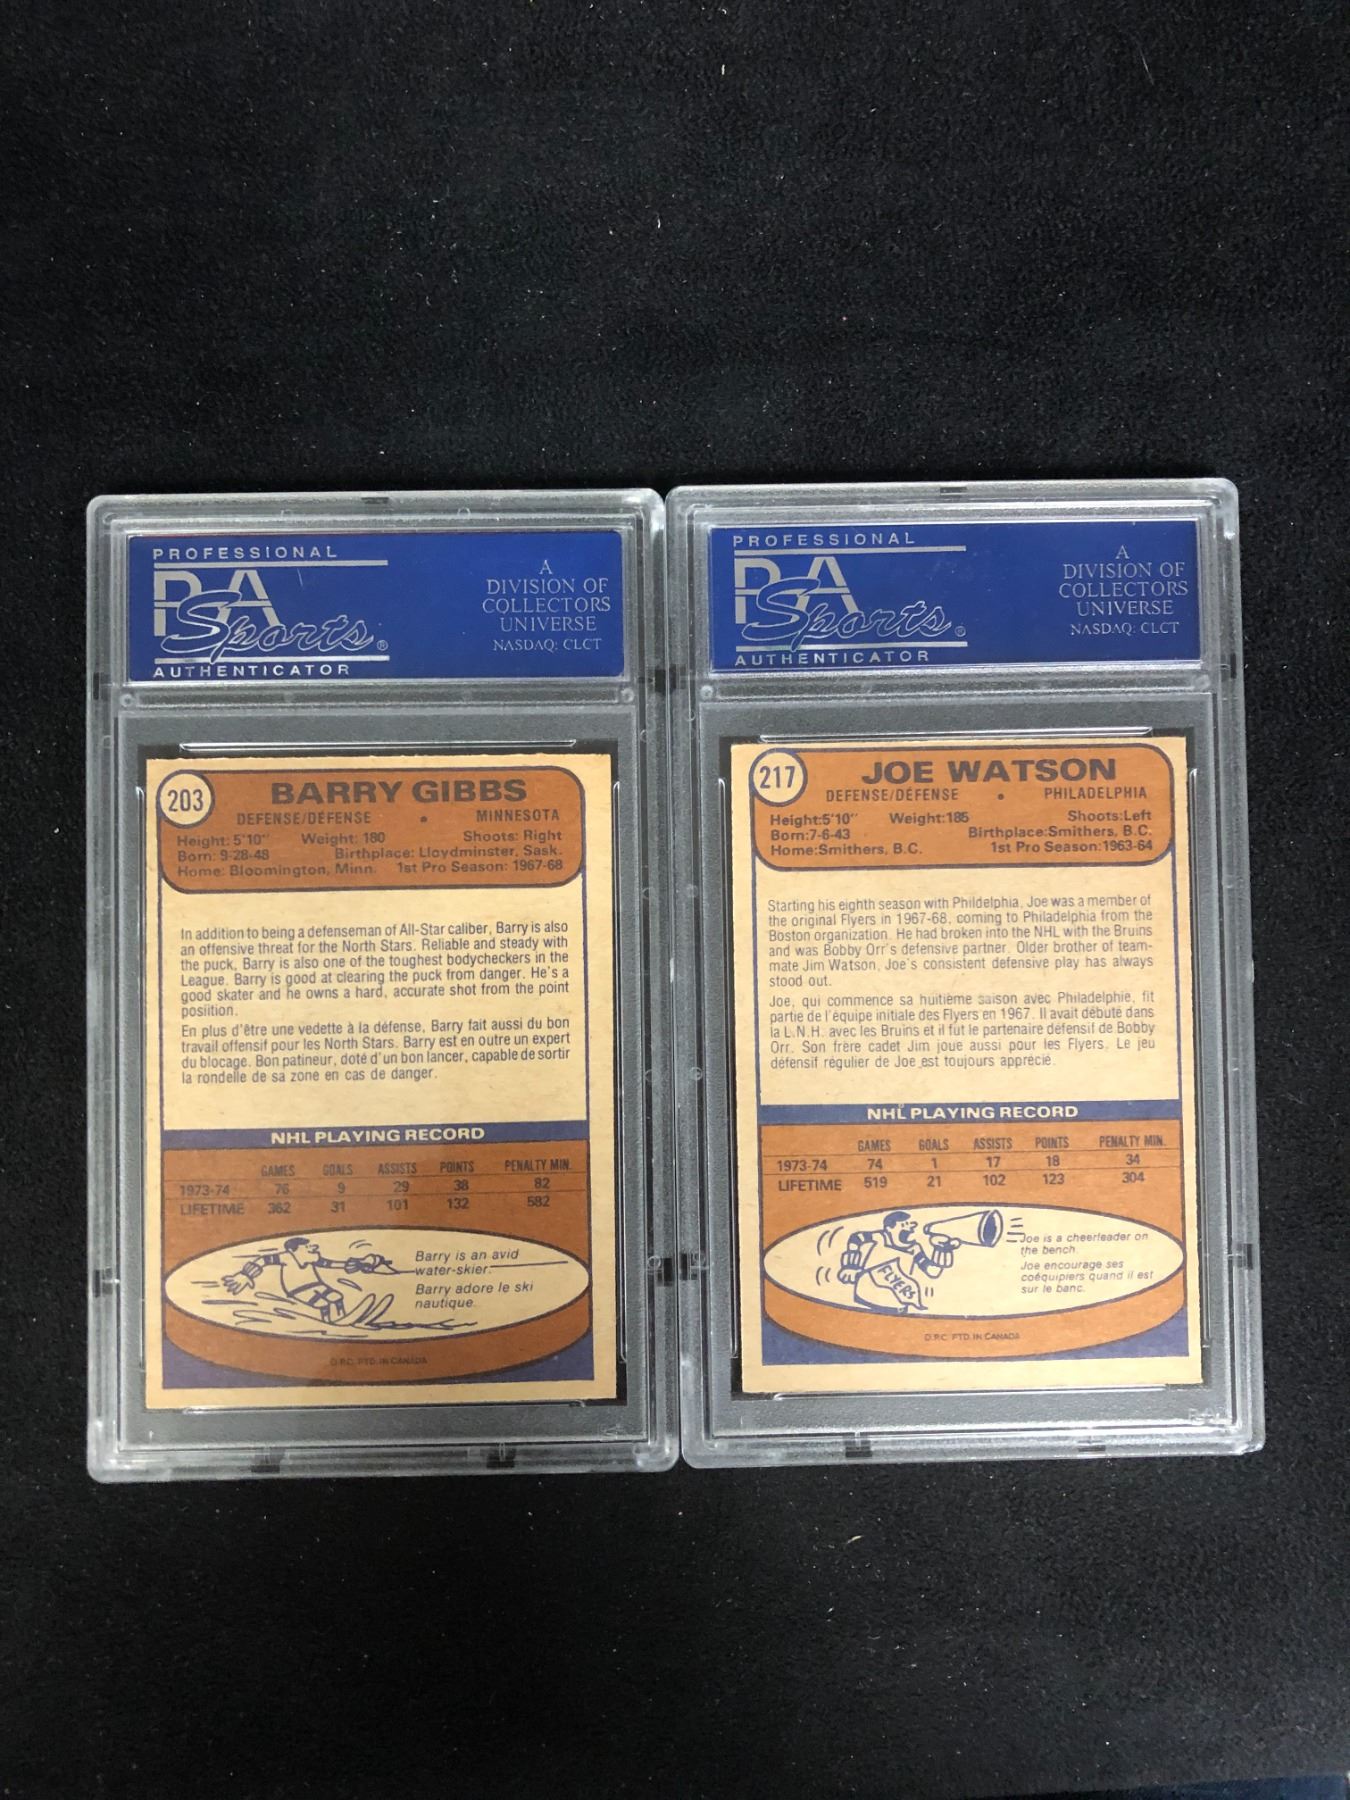 PROFESSIONAL
PSA
Sports®
AUTHENTICATOR
A
DIVISION OF
COLLECTORS
UNIVERSE
NASDAQ: CLCT
203
BARRY GIBBS
DEFENSE/DÉFENSE • MINNESOTA
Height: 5'10" Weight: 180 Shoots: Right
Born: 9-28-48 Birthplace: Lloydminster, Sask.
Home: Bloomington, Minn. 1st Pro Season: 1967-68
In addition to being a defenseman of All-Star caliber, Barry is also
an offensive threat for the North Stars. Reliable and steady with
the puck, Barry is also one of the toughest bodycheckers in the
League. Barry is good at clearing the puck from danger. He's a
good skater and he owns a hard, accurate shot from the point
posiition.
En plus d'être une vedette à la défense, Barry fait aussi du bon
travail offensif pour les North Stars. Barry est en outre un expert
du blocage. Bon patineur, doté d'un bon lancer, capable de sortir
la rondelle de sa zone en cas de danger.
NHL PLAYING RECORD
GAMES GOALS ASSISTS POINTS PENALTY MIN.
1973-74 76 9 29 38 82
LIFETIME 362 31 101 132 582
Barry is an avid
water-skier.
Barry adore le ski
nautique.
O.P.C. PTD. IN CANADA
PROFESSIONAL
PSA
Sports®
AUTHENTICATOR
A
DIVISION OF
COLLECTORS
UNIVERSE
NASDAQ: CLCT
217
JOE WATSON
DEFENSE/DÉFENSE • PHILADELPHIA
Height:5'10" Weight:185 Shoots:Left
Born:7-6-43 Birthplace:Smithers, B.C.
Home:Smithers, B.C. 1st Pro Season:1963-64
Starting his eighth season with Phildelphia, Joe was a member of
the original Flyers in 1967-68, coming to Philadelphia from the
Boston organization. He had broken into the NHL with the Bruins
and was Bobby Orr's defensive partner. Older brother of team-
mate Jim Watson, Joe's consistent defensive play has always
stood out.
Joe, qui commence sa huitième saison avec Philadelphie, fit
partie de l'équipe initiale des Flyers en 1967. Il avait débuté dans
la L.N.H. avec les Bruins et il fut le partenaire défensif de Bobby
Orr. Son frère cadet Jim joue aussi pour les Flyers. Le jeu
défensif régulier de Joe est toujours apprécié.
NHL PLAYING RECORD
GAMES GOALS ASSISTS POINTS PENALTY MIN.
1973-74 74 1 17 18 34
LIFETIME 519 21 102 123 304
FLYERS
Joe is a cheerleader on
the bench.
Joe encourage ses
coéquipiers quand il est
sur le banc.
O.P.C. PTD. IN CANADA